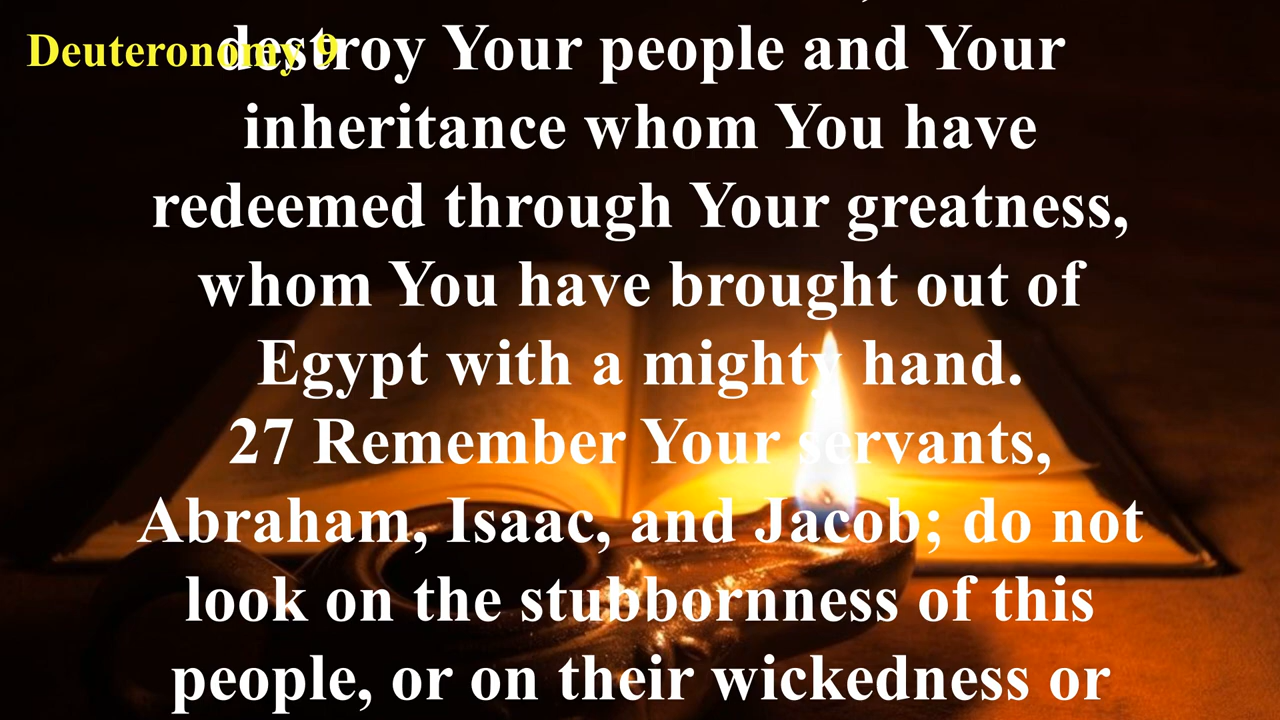 Deuteronomy 9
destroy Your people and Your
inheritance whom You have
redeemed through Your greatness,
whom You have brought out of
Egypt with a mighty hand.
27 Remember Your servants,
Abraham, Isaac, and Jacob; do not
look on the stubbornness of this
people, or on their wickedness or